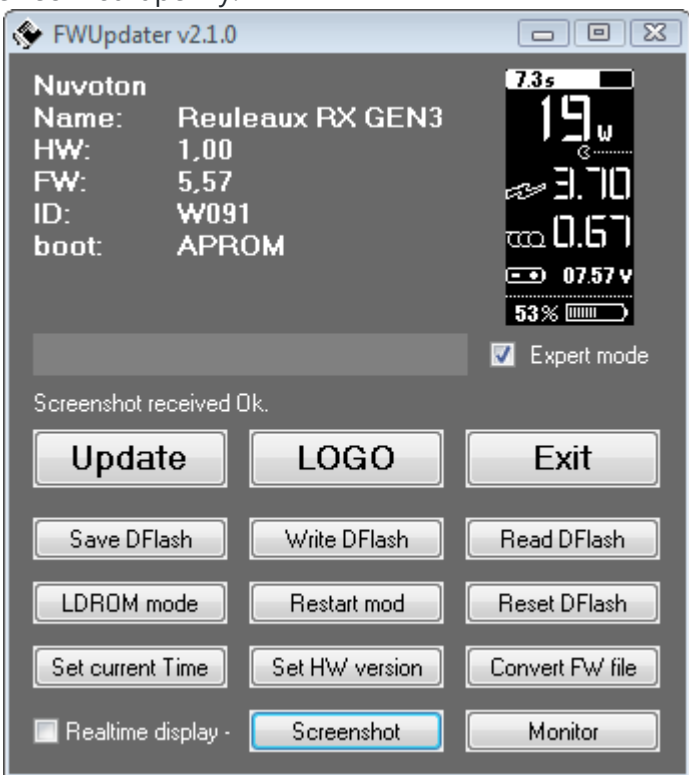 FWUpdater v2.1.0
Nuvoton
Name: Reuleaux RX GEN3
HW: 1,00
FW: 5,57
ID: W091
boot: APROM
7.3s
19w
3.70
0.67
07.57 V
53%
Expert mode
Screenshot received Ok.
Update LOGO Exit
Save DFlash Write DFlash Read DFlash
LDROM mode Restart mod Reset DFlash
Set current Time Set HW version Convert FW file
Realtime display - Screenshot Monitor